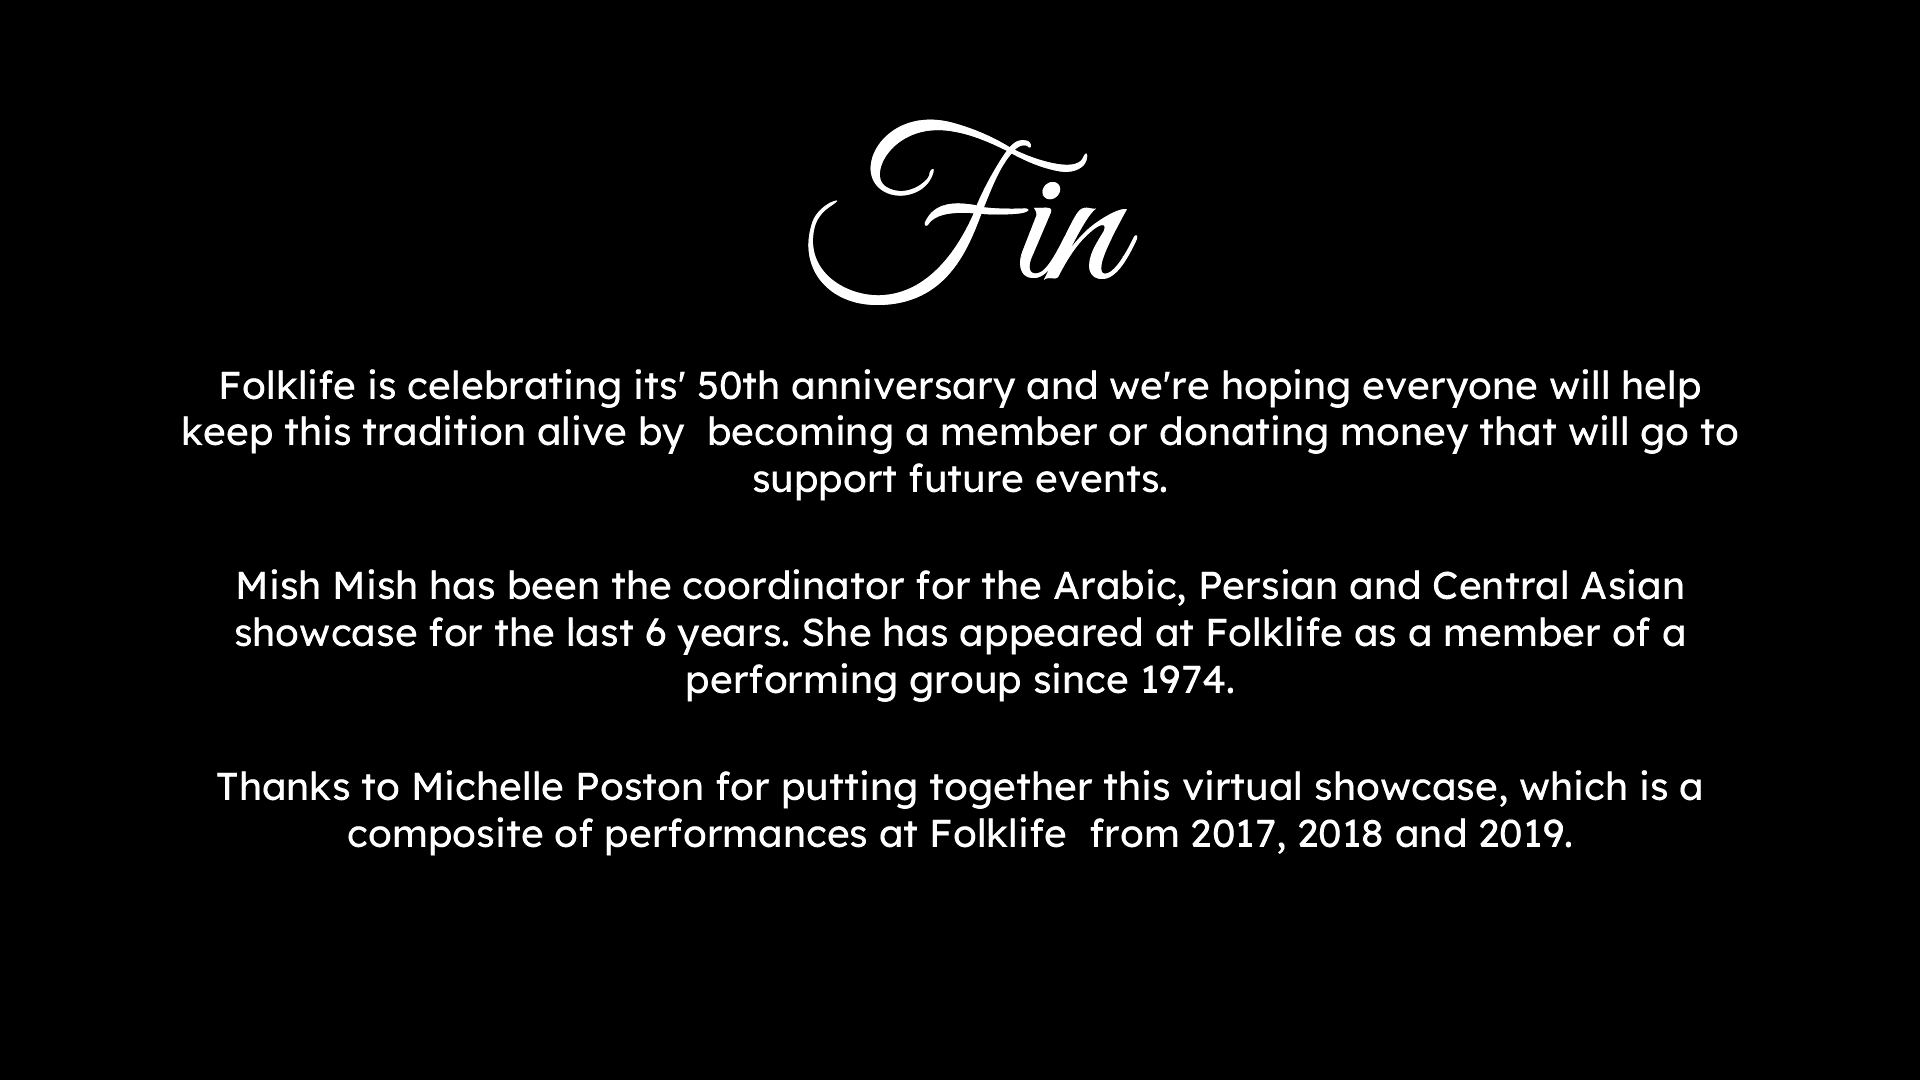 Fin
Folklife is celebrating its' 50th anniversary and we're hoping everyone will help
keep this tradition alive by  becoming a member or donating money that will go to
support future events.
Mish Mish has been the coordinator for the Arabic, Persian and Central Asian
showcase for the last 6 years. She has appeared at Folklife as a member of a
performing group since 1974.
Thanks to Michelle Poston for putting together this virtual showcase, which is a
composite of performances at Folklife  from 2017, 2018 and 2019.